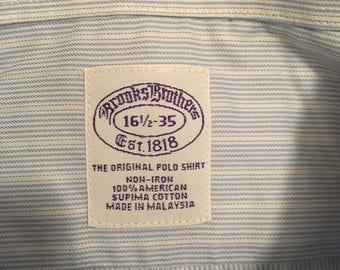 Brooks Brothers
16½-35
Est. 1818
THE ORIGINAL POLO SHIRT
NON-IRON
100% AMERICAN
SUPIMA COTTON
MADE IN MALAYSIA